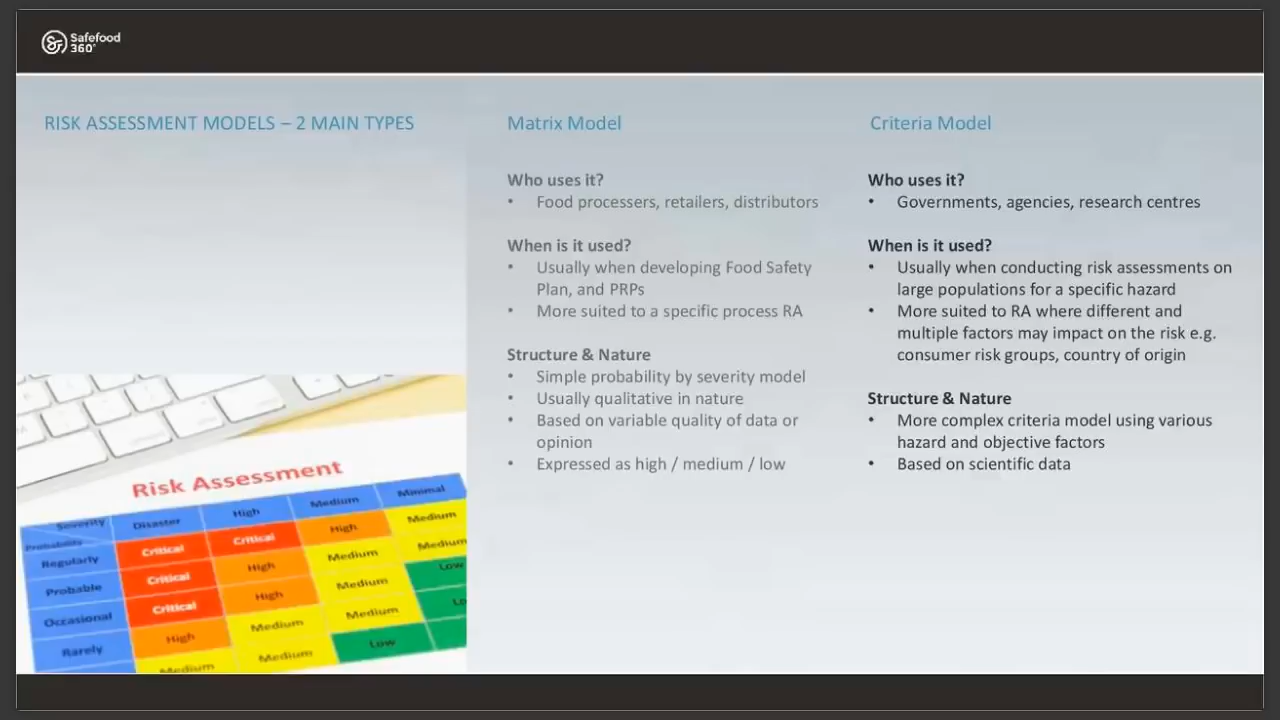 Safefood
360°
RISK ASSESSMENT MODELS – 2 MAIN TYPES
Matrix Model
Who uses it?
• Food processers, retailers, distributors
When is it used?
• Usually when developing Food Safety
Plan, and PRPs
• More suited to a specific process RA
Structure & Nature
• Simple probability by severity model
• Usually qualitative in nature
• Based on variable quality of data or
opinion
• Expressed as high / medium / low
Criteria Model
Who uses it?
• Governments, agencies, research centres
When is it used?
• Usually when conducting risk assessments on
large populations for a specific hazard
• More suited to RA where different and
multiple factors may impact on the risk e.g.
consumer risk groups, country of origin
Structure & Nature
• More complex criteria model using various
hazard and objective factors
• Based on scientific data
Risk Assessment
Severity Disaster High Medium Minimal
Probability
Regularly Critical Critical High Medium
Probable Critical High Medium Medium
Occasional Critical High Medium Low
Rarely High Medium Medium
Medium Medium Low